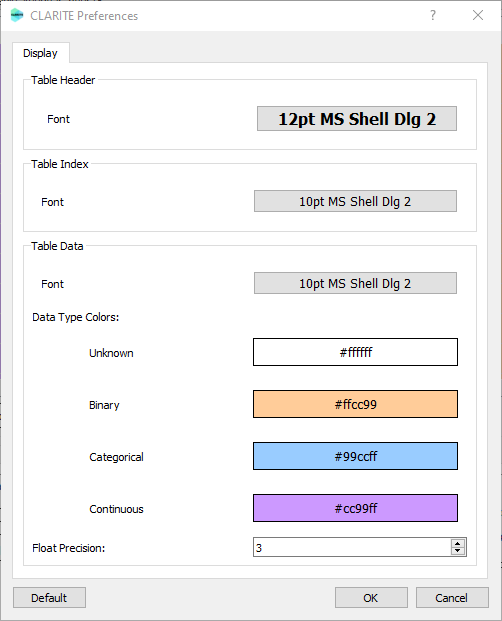 CLARITE Preferences
Display
Table Header
Font 12pt MS Shell Dlg 2
Table Index
Font 10pt MS Shell Dlg 2
Table Data
Font 10pt MS Shell Dlg 2
Data Type Colors:
Unknown #ffffff
Binary #ffcc99
Categorical #99ccff
Continuous #cc99ff
Float Precision: 3
Default OK Cancel